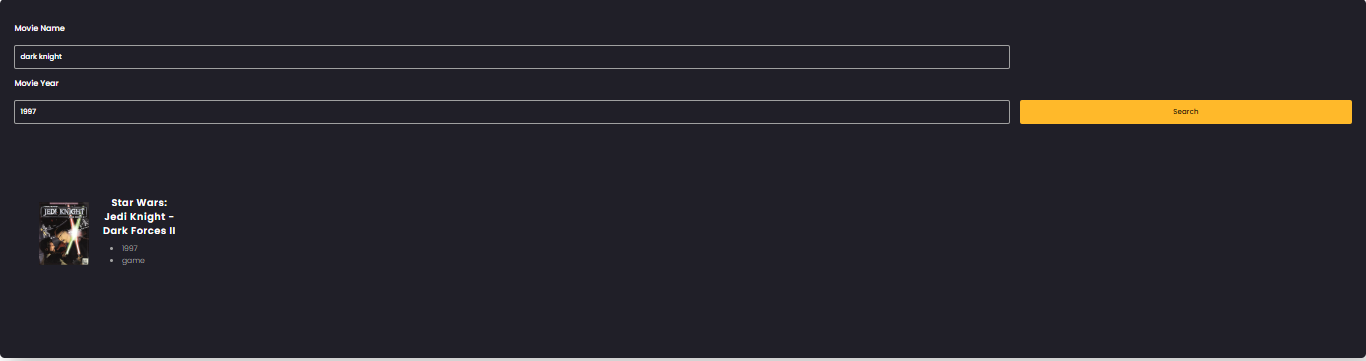 Movie Name
dark knight
Movie Year
1997
Search
JEDI KNIGHT
Star Wars:
Jedi Knight -
Dark Forces II
1997
game